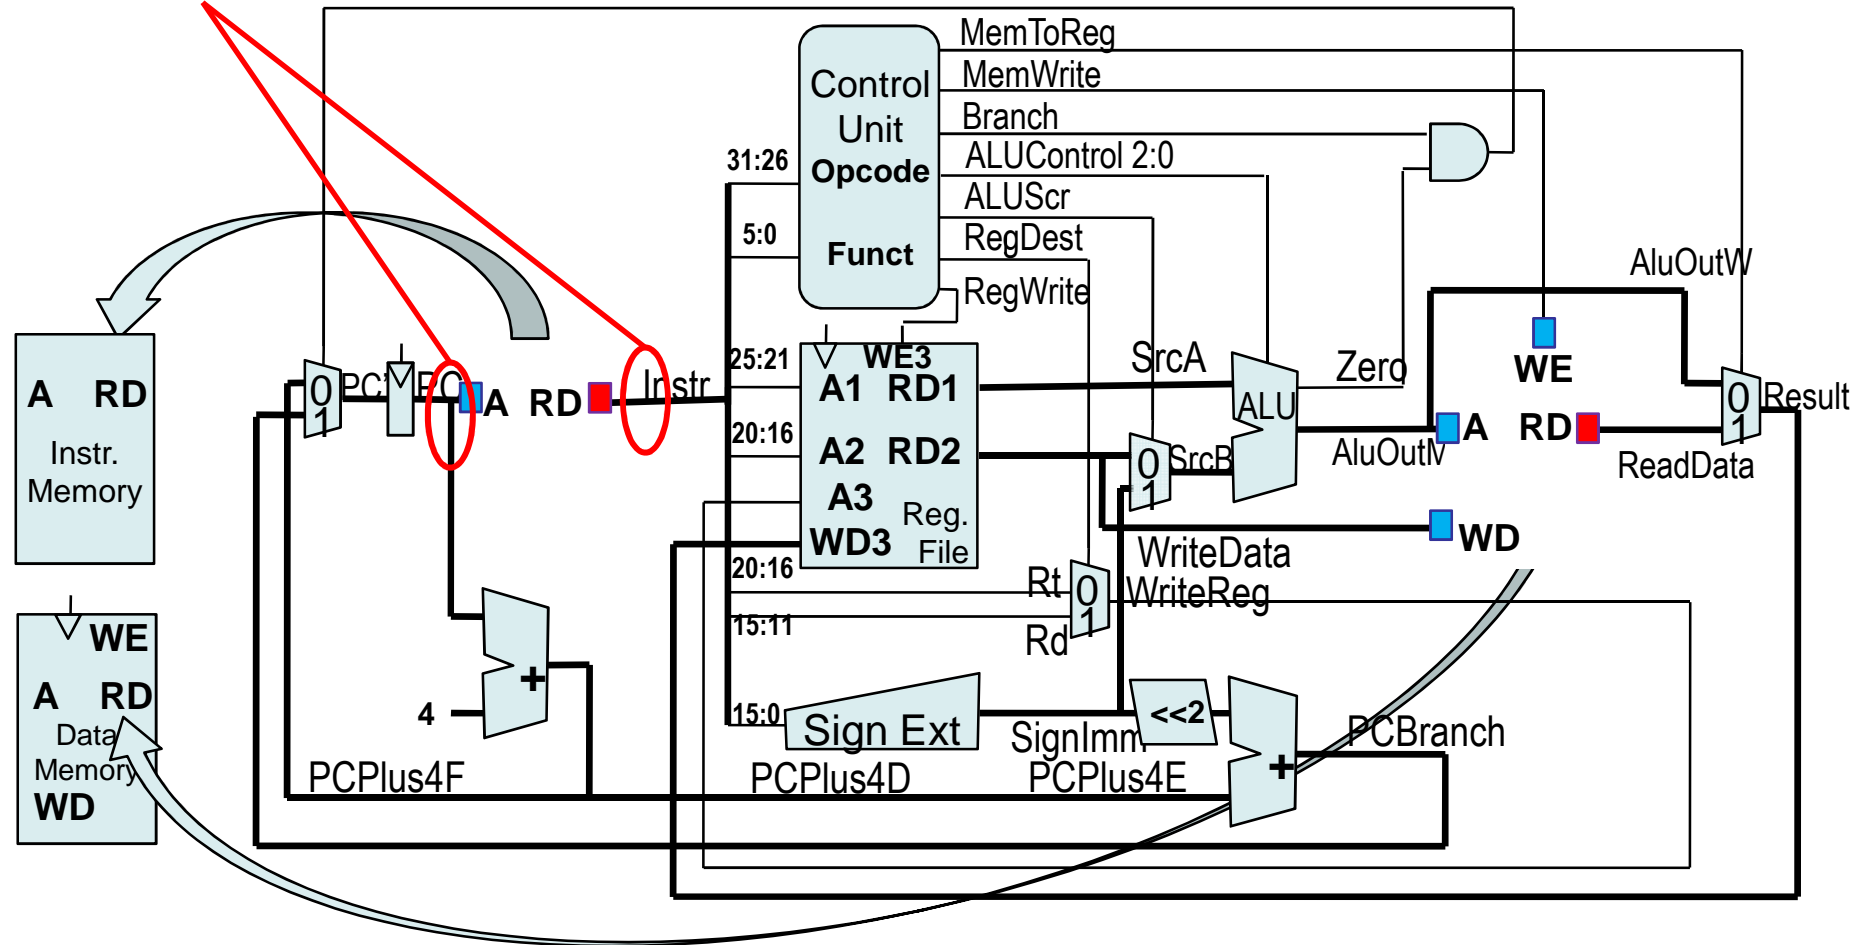 MemToReg
MemWrite
Branch
ALUControl 2:0
ALUScr
RegDest
RegWrite
Control
Unit
Opcode
Funct
31:26
5:0
AluOutW
A RD
Instr.
Memory
0
1
PC'
PC
A RD
Instr
25:21
20:16
WE3
A1 RD1
A2 RD2
A3
WD3
Reg.
File
SrcA
0
1
SrcB
ALU
Zero
AluOutM
WE
A RD
ReadData
0
1
Result
WD
WriteData
WriteReg
20:16
15:11
Rt
Rd
0
1
WE
A RD
Data
Memory
WD
4
+
15:0
Sign Ext
SignImm
<<2
+
PCBranch
PCPlus4F
PCPlus4D
PCPlus4E